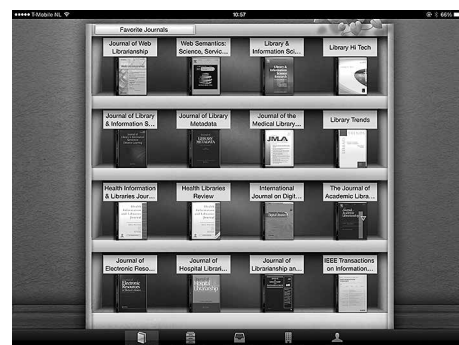 T-Mobile NL
10:57
66%
Favorite Journals
Journal of Web
Librarianship
Web Semantics:
Science, Servic...
Library &
Information Sci...
Library Hi Tech
Journal of Library
& Information S...
Journal of Library
Metadata
Journal of the
Medical Library...
Library Trends
JMLA
Health Information
& Libraries Jour...
Health Libraries
Review
International
Journal on Digit...
The Journal of
Academic Libra...
Journal of
Electronic Reso...
Journal of
Hospital Librari...
Journal of
Librarianship an...
IEEE Transactions
on Information...